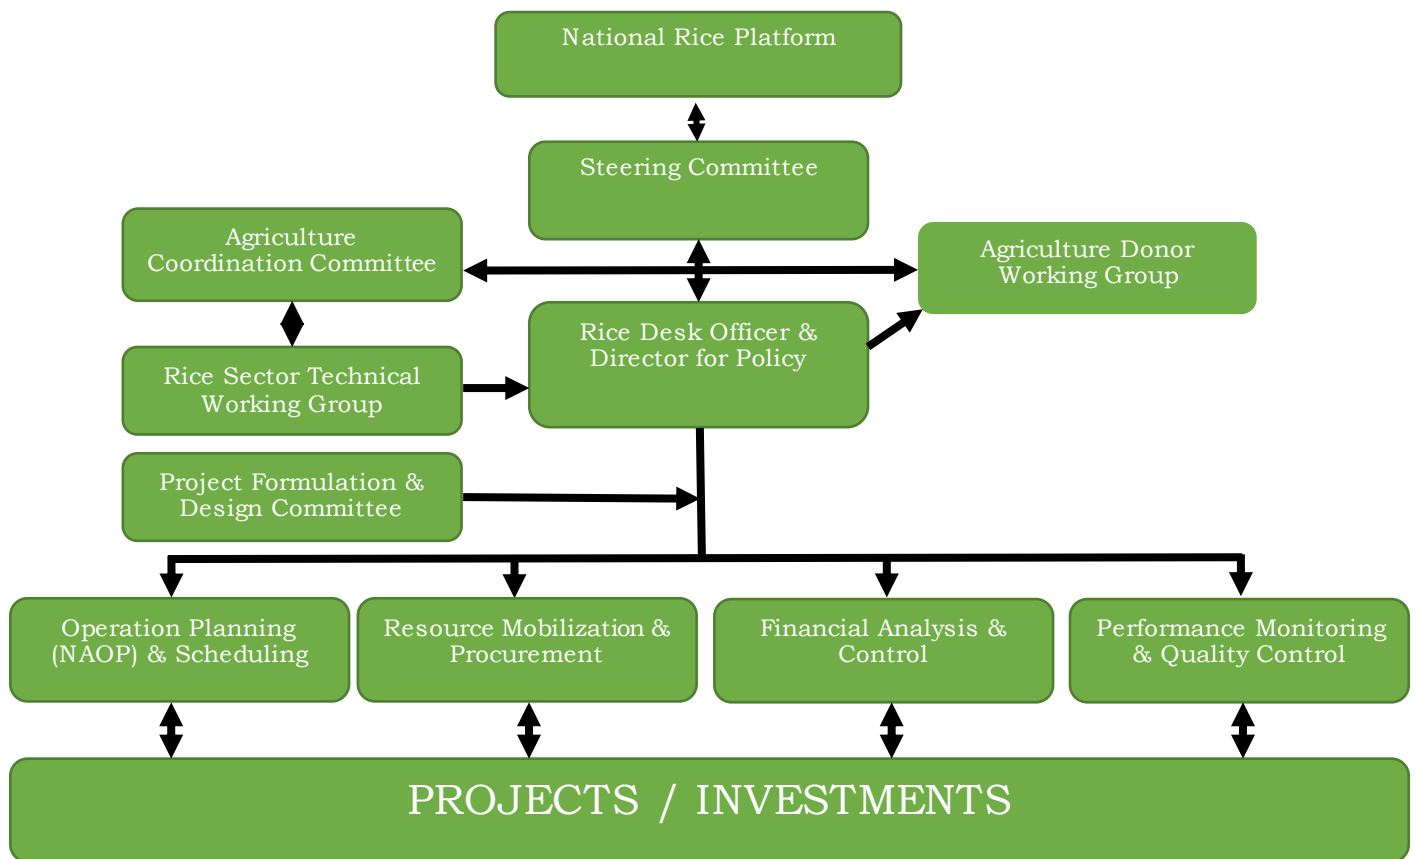 National Rice Platform
Steering Committee
Agriculture
Coordination Committee
Agriculture Donor
Working Group
Rice Desk Officer &
Director for Policy
Rice Sector Technical
Working Group
Project Formulation &
Design Committee
Operation Planning
(NAOP) & Scheduling
Resource Mobilization &
Procurement
Financial Analysis &
Control
Performance Monitoring
& Quality Control
PROJECTS / INVESTMENTS